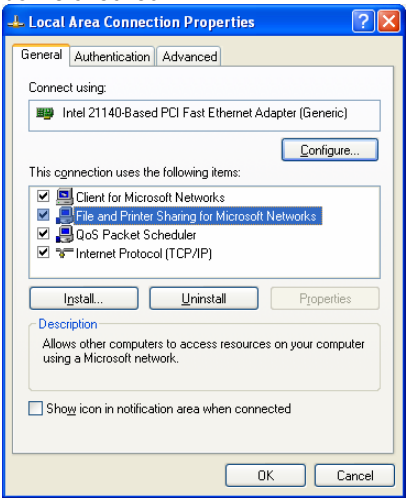 Local Area Connection Properties
General Authentication Advanced
Connect using:
Intel 21140-Based PCI Fast Ethernet Adapter (Generic)
Configure...
This connection uses the following items:
Client for Microsoft Networks
File and Printer Sharing for Microsoft Networks
QoS Packet Scheduler
Internet Protocol (TCP/IP)
Install... Uninstall Properties
Description
Allows other computers to access resources on your computer
using a Microsoft network.
Show icon in notification area when connected
OK Cancel